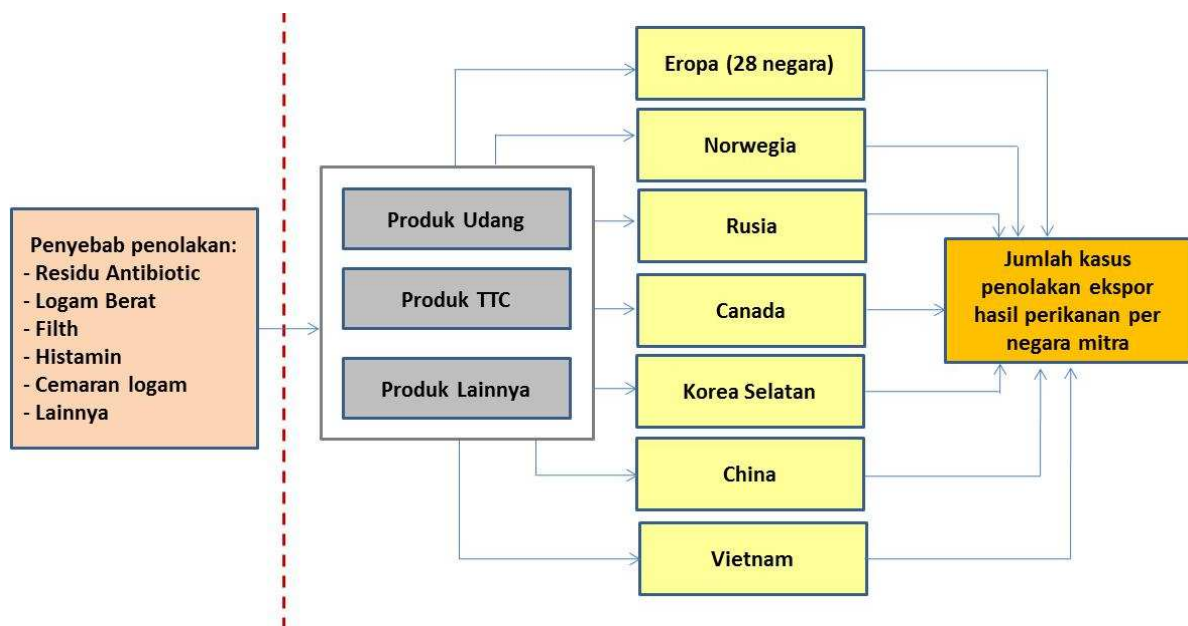 Penyebab penolakan:
- Residu Antibiotic
- Logam Berat
- Filth
- Histamin
- Cemaran logam
- Lainnya
Produk Udang
Produk TTC
Produk Lainnya
Eropa (28 negara)
Norwegia
Rusia
Canada
Korea Selatan
China
Vietnam
Jumlah kasus
penolakan ekspor
hasil perikanan per
negara mitra